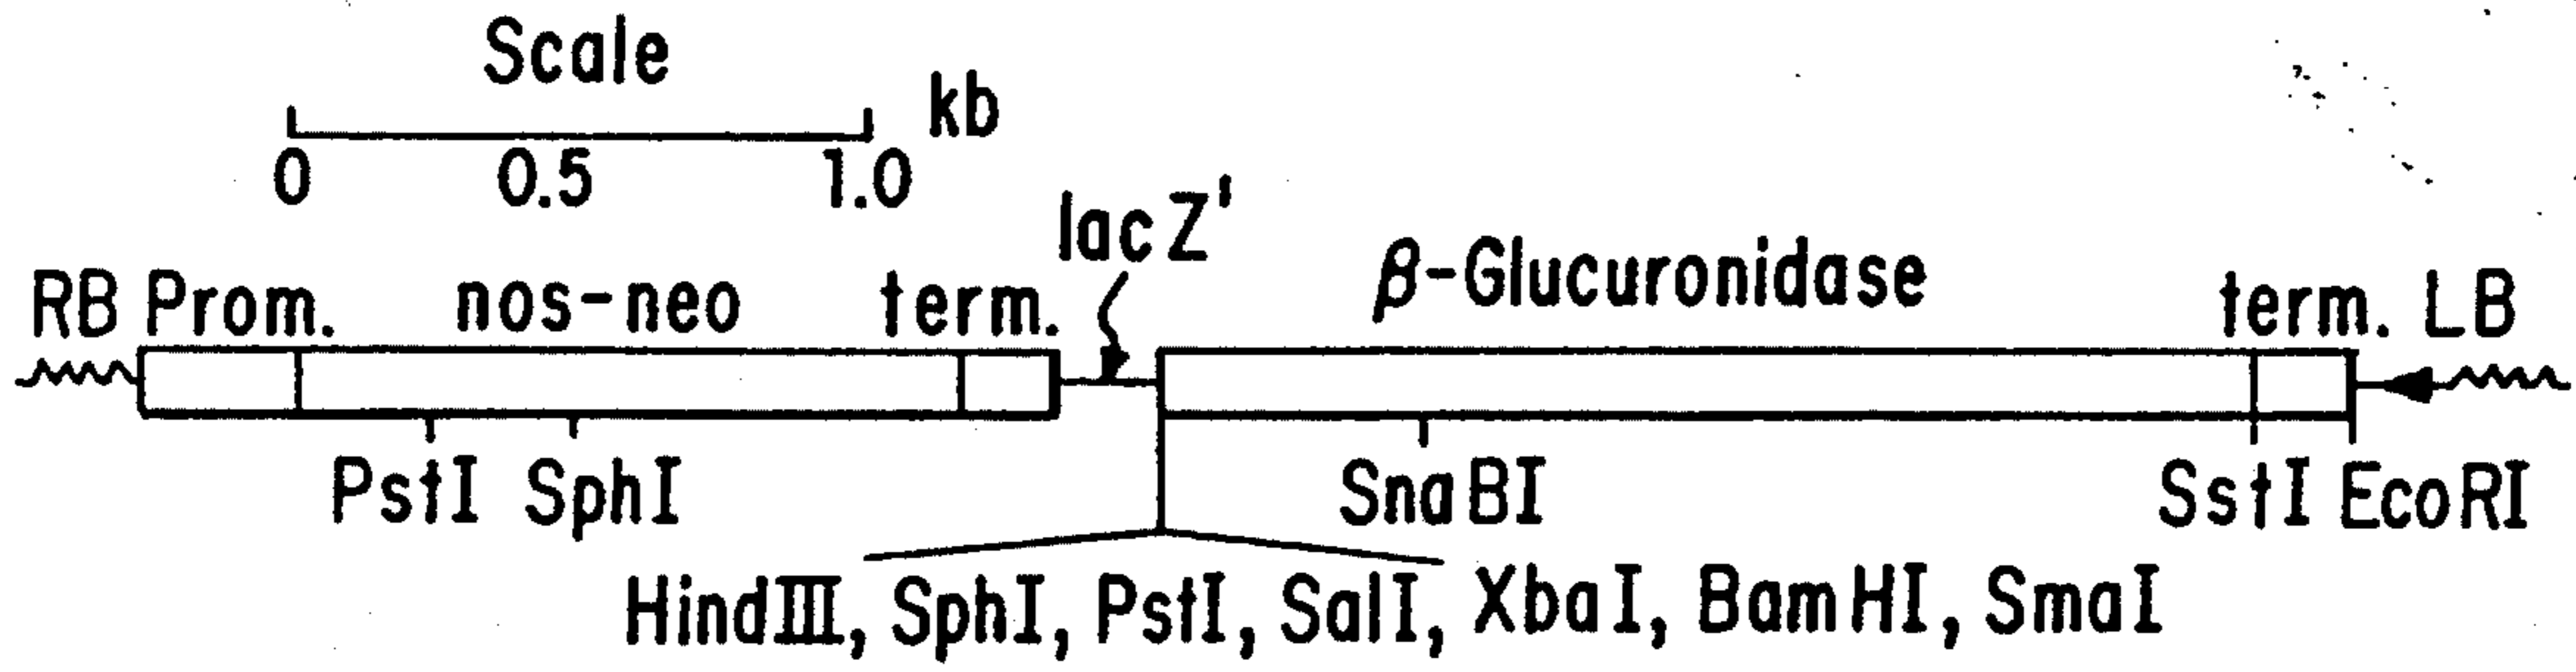 Scale
kb
0 0.5 1.0
lac Z'
β-Glucuronidase
RB Prom. nos-neo term. term. LB
PstI SphI SnaBI SstI EcoRI
HindIII, SphI, PstI, SalI, XbaI, BamHI, SmaI